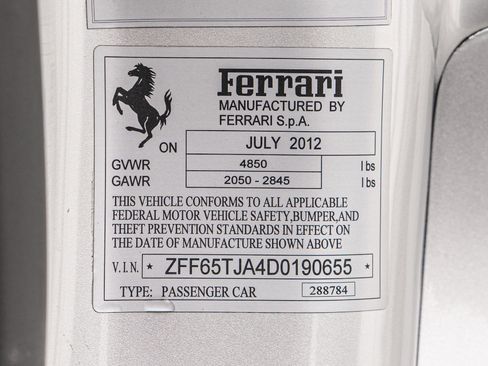 Ferrari
MANUFACTURED BY
FERRARI S.p.A.
ON JULY 2012
GVWR 4850 lbs
GAWR 2050 - 2845 lbs
THIS VEHICLE CONFORMS TO ALL APPLICABLE
FEDERAL MOTOR VEHICLE SAFETY,BUMPER,AND
THEFT PREVENTION STANDARDS IN EFFECT ON
THE DATE OF MANUFACTURE SHOWN ABOVE
V.I.N. * ZFF65TJA4D0190655 *
TYPE: PASSENGER CAR 288784